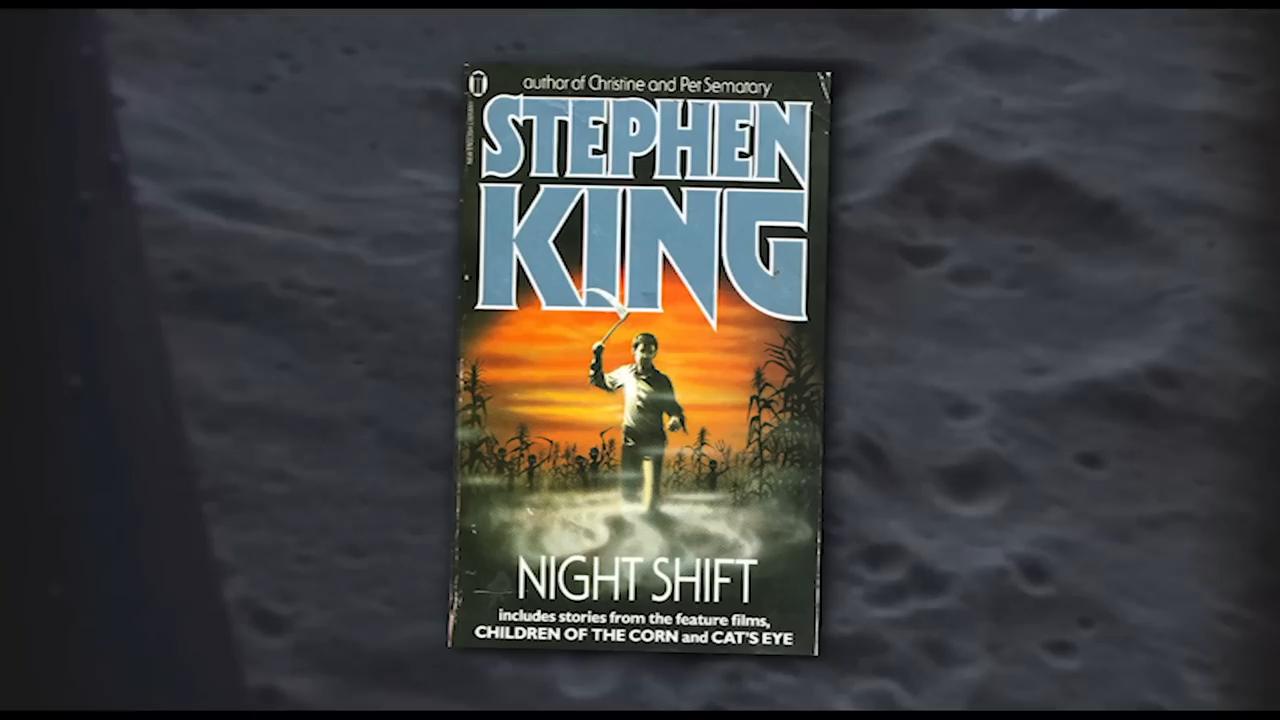 author of Christine and Pet Sematary
STEPHEN
KING
NIGHT SHIFT
includes stories from the feature films,
CHILDREN OF THE CORN and CAT'S EYE